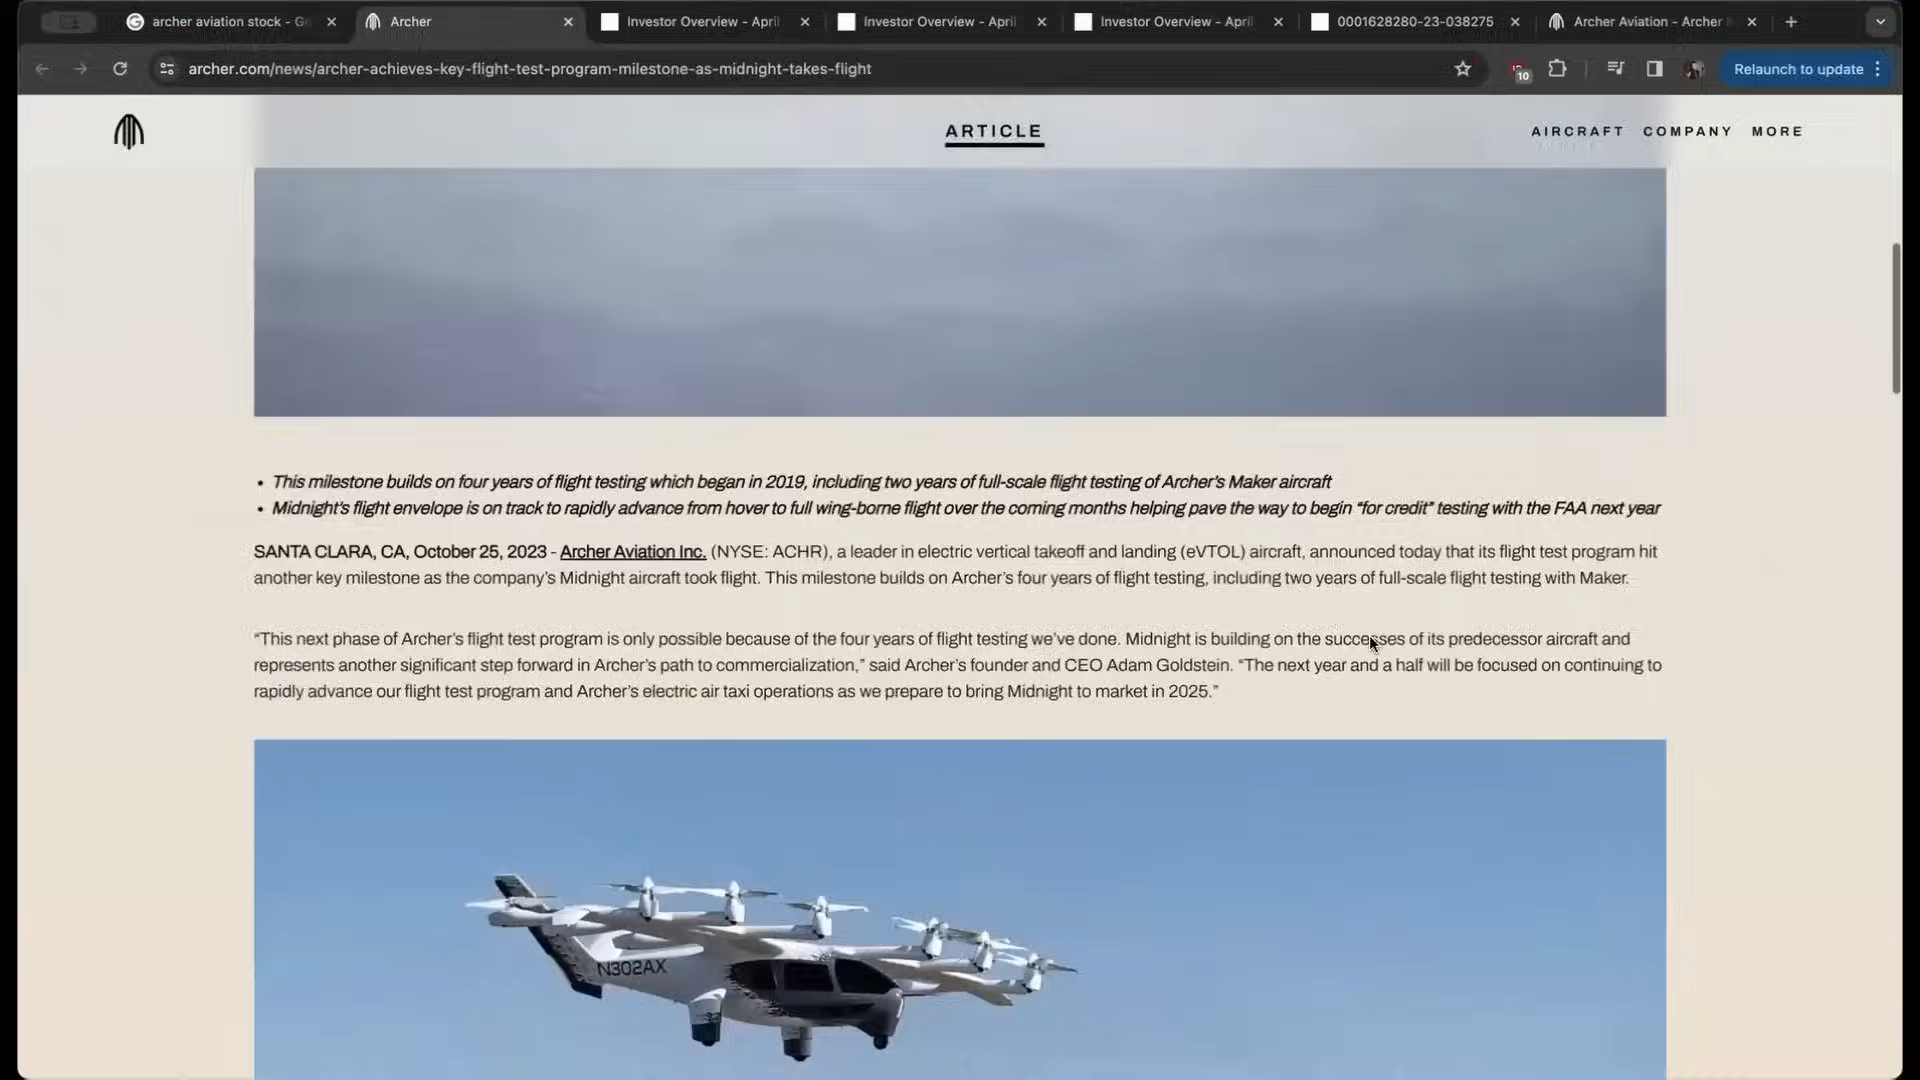 archer aviation stock - G
Archer
Investor Overview - April
Investor Overview - April
Investor Overview - April
0001628280-23-038275
Archer Aviation - Archer
archer.com/news/archer-achieves-key-flight-test-program-milestone-as-midnight-takes-flight
10
Relaunch to update
ARTICLE
AIRCRAFT COMPANY MORE
• This milestone builds on four years of flight testing which began in 2019, including two years of full-scale flight testing of Archer’s Maker aircraft
• Midnight’s flight envelope is on track to rapidly advance from hover to full wing-borne flight over the coming months helping pave the way to begin “for credit” testing with the FAA next year
SANTA CLARA, CA, October 25, 2023 - Archer Aviation Inc. (NYSE: ACHR), a leader in electric vertical takeoff and landing (eVTOL) aircraft, announced today that its flight test program hit
another key milestone as the company’s Midnight aircraft took flight. This milestone builds on Archer’s four years of flight testing, including two years of full-scale flight testing with Maker.
“This next phase of Archer’s flight test program is only possible because of the four years of flight testing we’ve done. Midnight is building on the successes of its predecessor aircraft and
represents another significant step forward in Archer’s path to commercialization,” said Archer’s founder and CEO Adam Goldstein. “The next year and a half will be focused on continuing to
rapidly advance our flight test program and Archer’s electric air taxi operations as we prepare to bring Midnight to market in 2025.”
N302AX